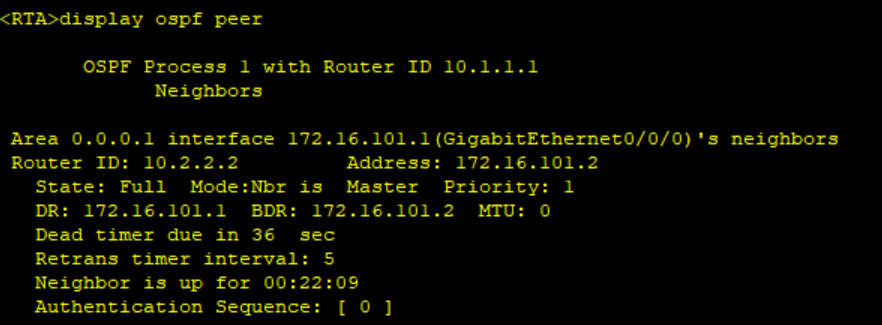 <RTA>display ospf peer
OSPF Process 1 with Router ID 10.1.1.1
Neighbors
Area 0.0.0.1 interface 172.16.101.1(GigabitEthernet0/0/0)'s neighbors
Router ID: 10.2.2.2 Address: 172.16.101.2
State: Full Mode:Nbr is Master Priority: 1
DR: 172.16.101.1 BDR: 172.16.101.2 MTU: 0
Dead timer due in 36 sec
Retrans timer interval: 5
Neighbor is up for 00:22:09
Authentication Sequence: [ 0 ]